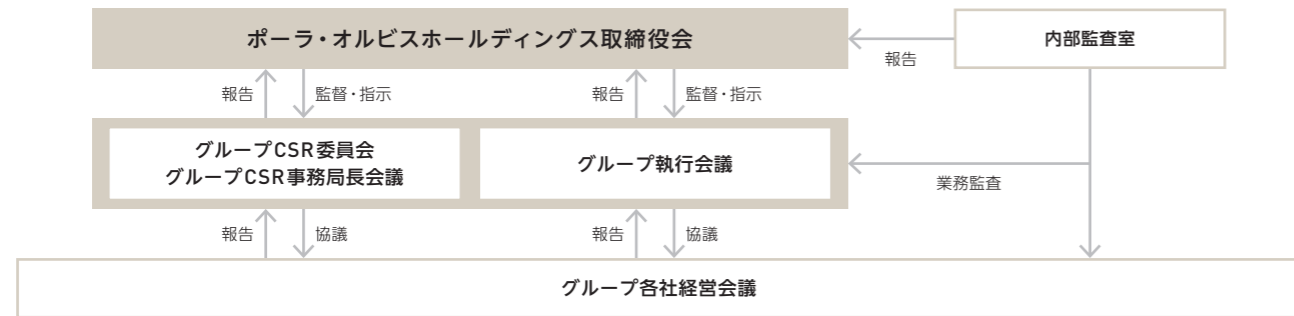 ポーラ・オルビスホールディングス取締役会
内部監査室
報告
報告
監督・指示
報告
監督・指示
グループCSR委員会
グループCSR事務局長会議
グループ執行会議
業務監査
報告
協議
報告
協議
グループ各社経営会議